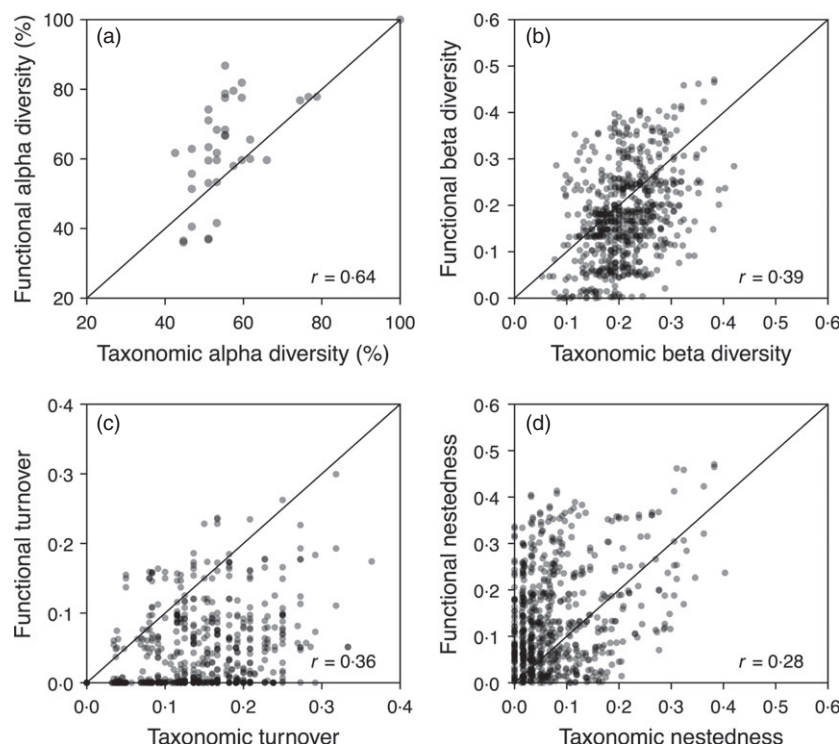 (a)
Functional alpha diversity (%)
100
80
60
40
20
20 40 60 80 100
r = 0·64
Taxonomic alpha diversity (%)
(b)
Functional beta diversity
0·6
0·5
0·4
0·3
0·2
0·1
0·0
0·0 0·1 0·2 0·3 0·4 0·5 0·6
r = 0·39
Taxonomic beta diversity
(c)
Functional turnover
0·4
0·3
0·2
0·1
0·0
0·0 0·1 0·2 0·3 0·4
r = 0·36
Taxonomic turnover
(d)
Functional nestedness
0·6
0·5
0·4
0·3
0·2
0·1
0·0
0·0 0·1 0·2 0·3 0·4 0·5 0·6
r = 0·28
Taxonomic nestedness